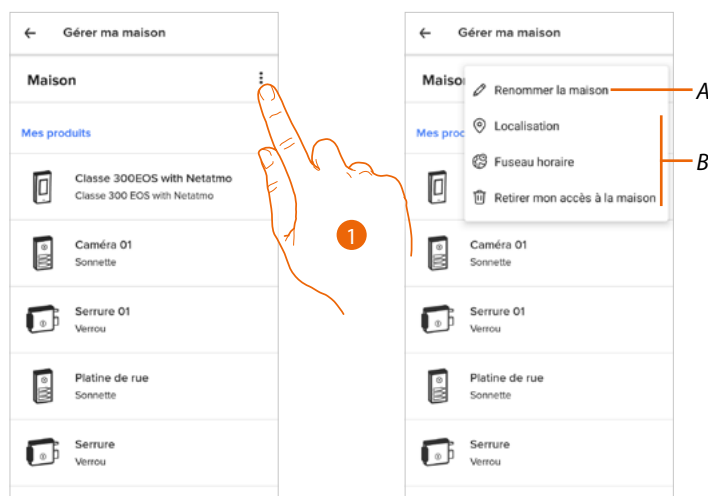 Gérer ma maison
Maison
Mes produits
Classe 300EOS with Netatmo
Classe 300 EOS with Netatmo
Caméra 01
Sonnette
Serrure 01
Verrou
Platine de rue
Sonnette
Serrure
Verrou
1
Gérer ma maison
Maiso
Renommer la maison
A
Localisation
Mes proc
Fuseau horaire
B
Retirer mon accès à la maison
Caméra 01
Sonnette
Serrure 01
Verrou
Platine de rue
Sonnette
Serrure
Verrou